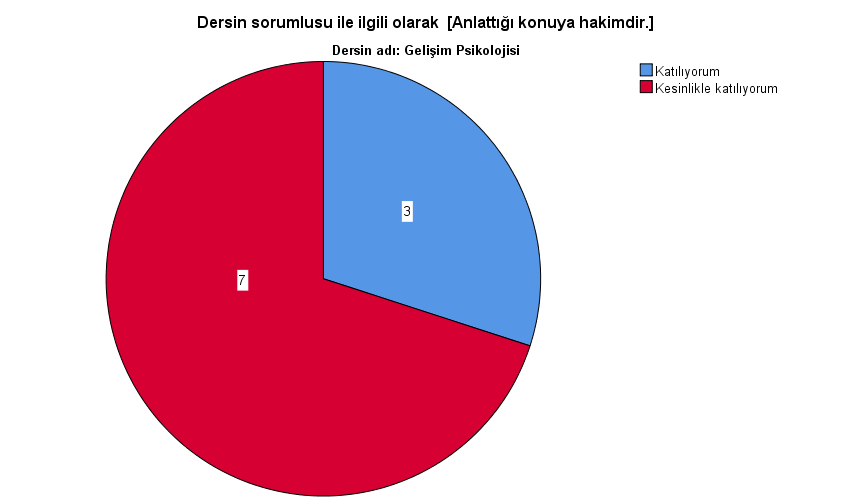 Dersin sorumlusu ile ilgili olarak [Anlattığı konuya hakimdir.]
Dersin adı: Gelişim Psikolojisi
Katılıyorum
Kesinlikle katılıyorum
3
7